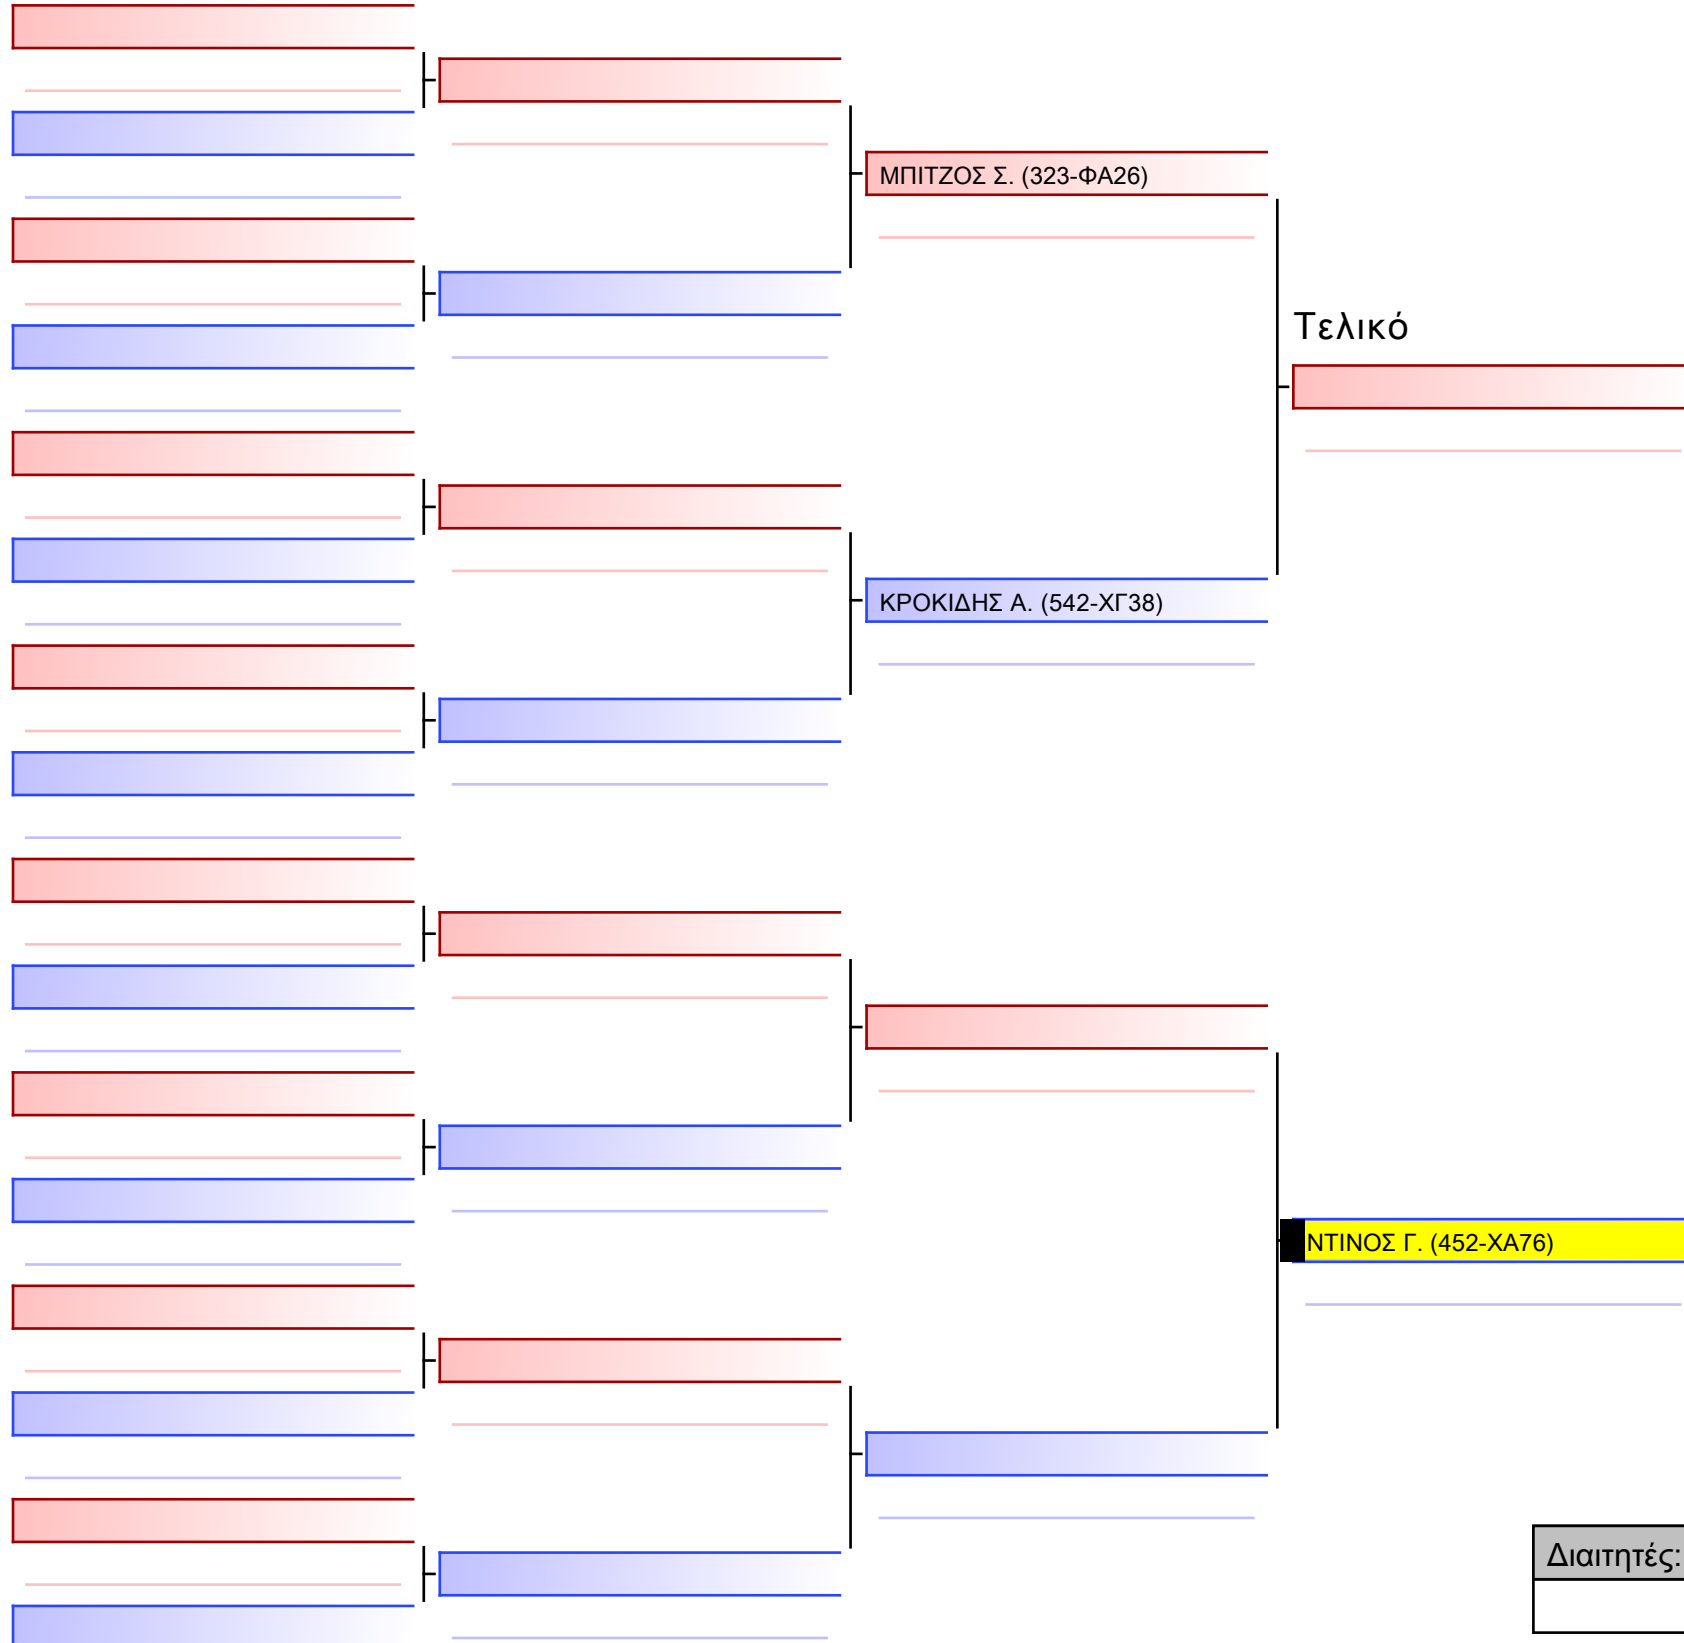 ΜΠΙΤΖΟΣ Σ. (323-ΦΑ26)
Τελικό
ΚΡΟΚΙΔΗΣ Α. (542-ΧΓ38)
ΝΤΙΝΟΣ Γ. (452-ΧΑ76)
Διαιτητές: